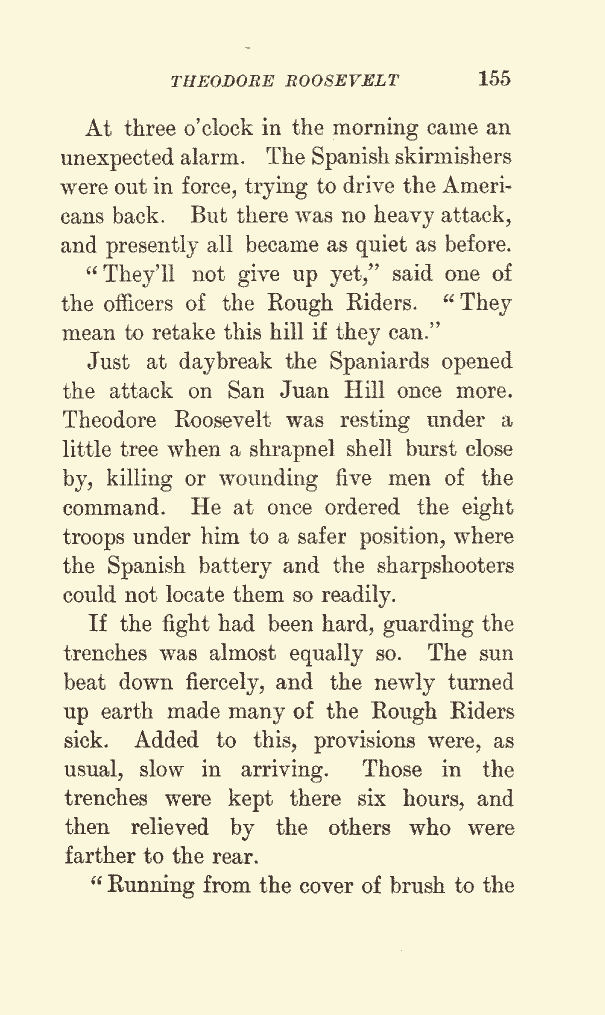 THEODORE ROOSEVELT 155
At three o'clock in the morning came an
unexpected alarm. The Spanish skirmishers
were out in force, trying to drive the Ameri-
cans back. But there was no heavy attack,
and presently all became as quiet as before.
"They'll not give up yet," said one of
the officers of the Rough Riders. "They
mean to retake this hill if they can."
Just at daybreak the Spaniards opened
the attack on San Juan Hill once more.
Theodore Roosevelt was resting under a
little tree when a shrapnel shell burst close
by, killing or wounding five men of the
command. He at once ordered the eight
troops under him to a safer position, where
the Spanish battery and the sharpshooters
could not locate them so readily.
If the fight had been hard, guarding the
trenches was almost equally so. The sun
beat down fiercely, and the newly turned
up earth made many of the Rough Riders
sick. Added to this, provisions were, as
usual, slow in arriving. Those in the
trenches were kept there six hours, and
then relieved by the others who were
farther to the rear.
"Running from the cover of brush to the